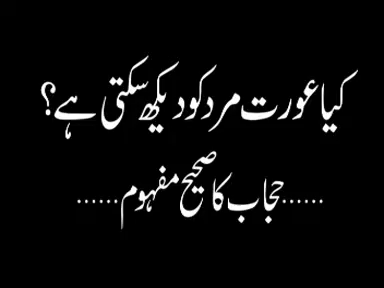 کیا عورت مرد کو دیکھ سکتی ہے؟
......حجاب کا صحیح مفہوم......